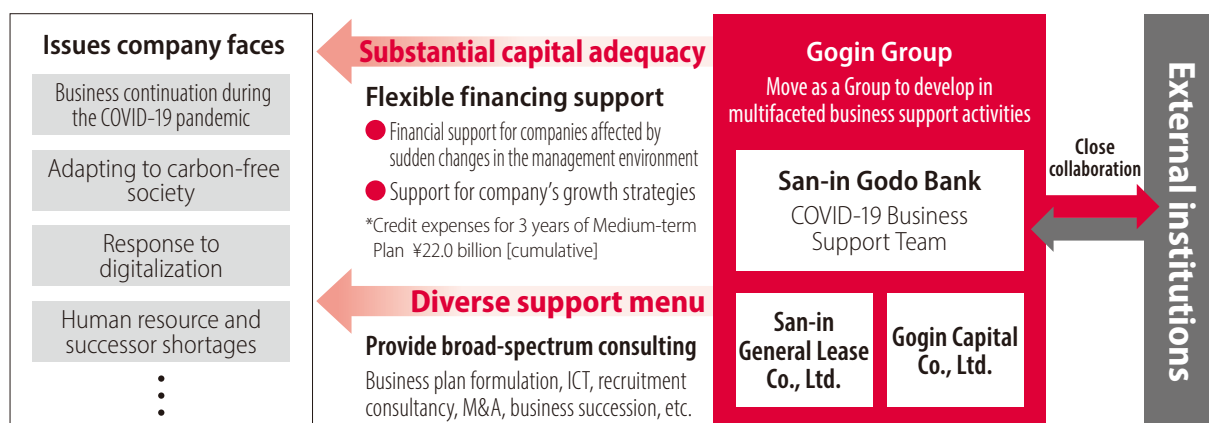 Issues company faces
Business continuation during
the COVID-19 pandemic
Adapting to carbon-free
society
Response to
digitalization
Human resource and
successor shortages
Substantial capital adequacy
Flexible financing support
● Financial support for companies affected by
sudden changes in the management environment
● Support for company's growth strategies
*Credit expenses for 3 years of Medium-term
Plan ¥22.0 billion [cumulative]
Diverse support menu
Provide broad-spectrum consulting
Business plan formulation, ICT, recruitment
consultancy, M&A, business succession, etc.
Gogin Group
Move as a Group to develop in
multifaceted business support activities
San-in Godo Bank
COVID-19 Business
Support Team
San-in
General Lease
Co., Ltd.
Gogin Capital
Co., Ltd.
Close
collaboration
External institutions